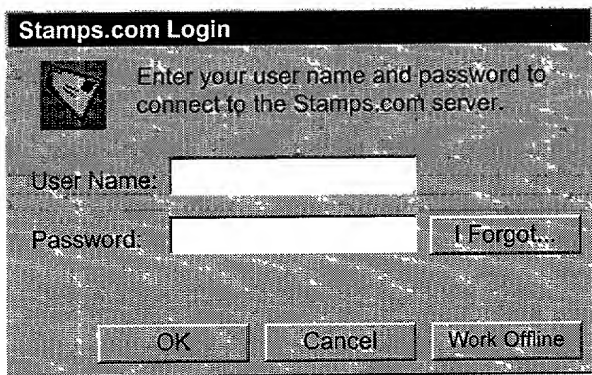 Stamps.com Login
Enter your user name and password to
connect to the Stamps.com server.
User Name:
Password:
I Forgot...
OK
Cancel
Work Offline